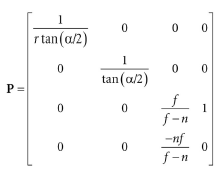 P = [ 1 / (r tan(α/2)) 0 0 0
0 1 / tan(α/2) 0 0
0 0 f / (f − n) 1
0 0 −nf / (f − n) 0 ]